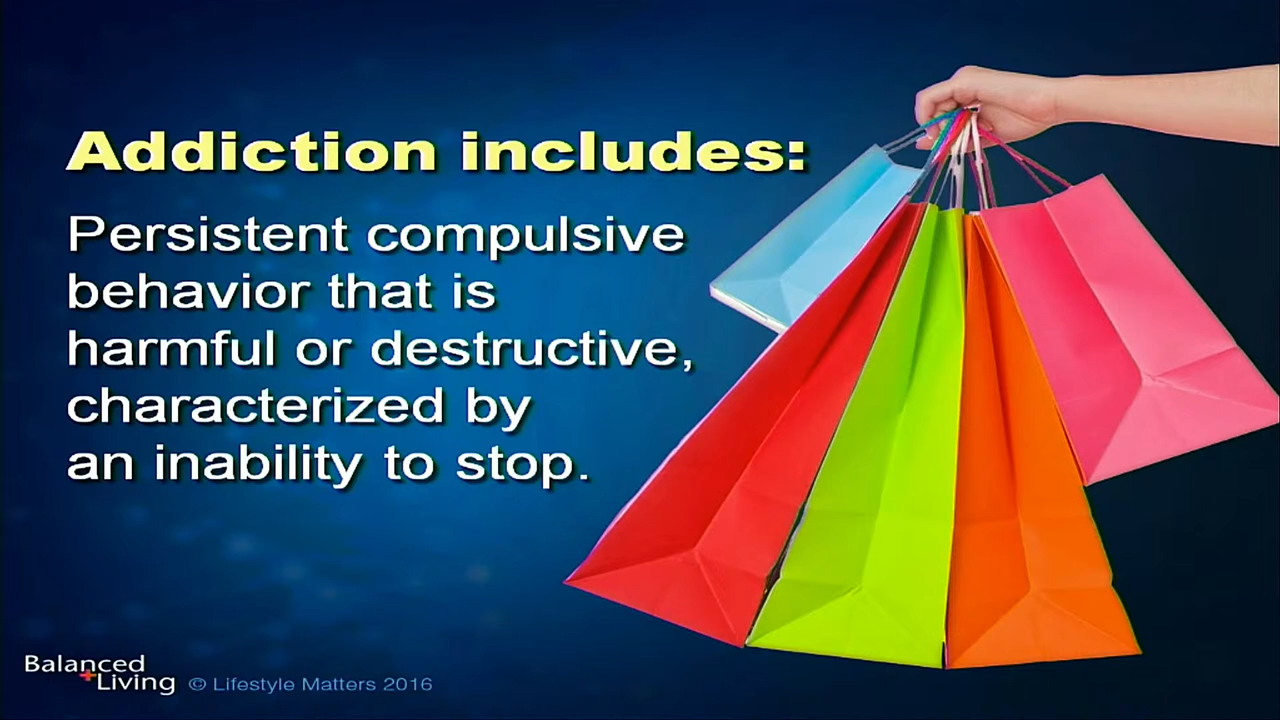 Addiction includes:
Persistent compulsive
behavior that is
harmful or destructive,
characterized by
an inability to stop.
Balanced
Living © Lifestyle Matters 2016